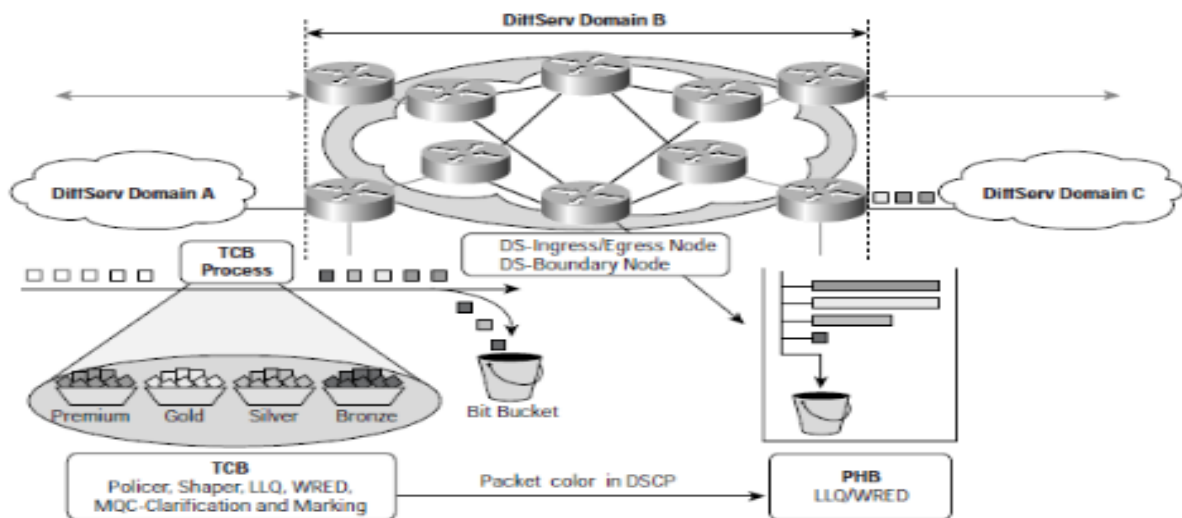 DiffServ Domain B
DiffServ Domain A
DiffServ Domain C
TCB
Process
DS-Ingress/Egress Node
DS-Boundary Node
Premium
Gold
Silver
Bronze
Bit Bucket
TCB
Policer, Shaper, LLQ, WRED,
MQC-Clarification and Marking
Packet color in DSCP
PHB
LLQ/WRED